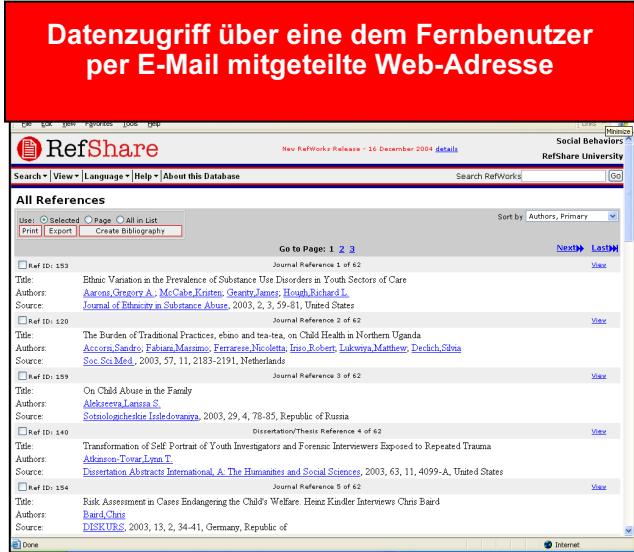 Datenzugriff über eine dem Fernbenutzer
per E-Mail mitgeteilte Web-Adresse
File Edit View Favorites Tools Help Links
Minimize
RefShare
New RefWorks Release - 16 December 2004 details
Social Behaviors
RefShare University
Search View Language Help About this Database Search RefWorks Go
All References
Use: Selected Page All in List Sort by Authors, Primary
Print Export Create Bibliography
Go to Page: 1 2 3 Next Last
Ref ID: 153 Journal Reference 1 of 62 View
Title: Ethnic Variation in the Prevalence of Substance Use Disorders in Youth Sectors of Care
Authors: Aarons,Gregory A.; McCabe,Kristen; Gearity,James; Hough,Richard L.
Source: Journal of Ethnicity in Substance Abuse, 2003, 2, 3, 59-81, United States
Ref ID: 120 Journal Reference 2 of 62 View
Title: The Burden of Traditional Practices, ebino and tea-tea, on Child Health in Northern Uganda
Authors: Accorsi,Sandro; Fabiani,Massimo; Ferrarese,Nicoletta; Iriso,Robert; Lukwiya,Matthew; Declich,Silvia
Source: Soc.Sci.Med., 2003, 57, 11, 2183-2191, Netherlands
Ref ID: 159 Journal Reference 3 of 62 View
Title: On Child Abuse in the Family
Authors: Alekseeva,Larissa S.
Source: Sotsiologicheskie Issledovaniya, 2003, 29, 4, 78-85, Republic of Russia
Ref ID: 140 Dissertation/Thesis Reference 4 of 62 View
Title: Transformation of Self Portrait of Youth Investigators and Forensic Interviewers Exposed to Repeated Trauma
Authors: Atkinson-Tovar,Lynn T.
Source: Dissertation Abstracts International, A: The Humanities and Social Sciences, 2003, 63, 11, 4099-A, United States
Ref ID: 154 Journal Reference 5 of 62 View
Title: Risk Assessment in Cases Endangering the Child's Welfare. Heinz Kindler Interviews Chris Baird
Authors: Baird,Chris
Source: DISKURS, 2003, 13, 2, 34-41, Germany, Republic of
Done Internet